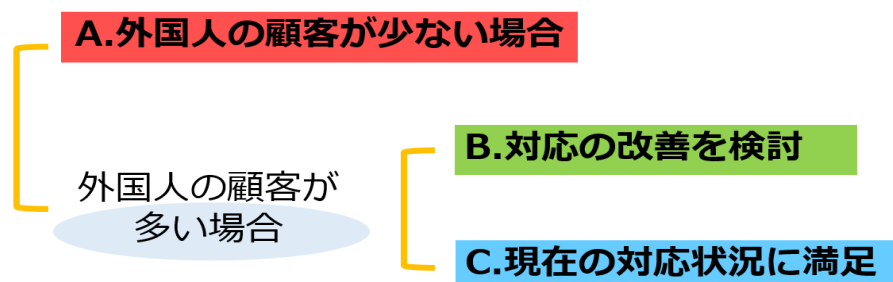 A.外国人の顧客が少ない場合
外国人の顧客が
多い場合
B.対応の改善を検討
C.現在の対応状況に満足